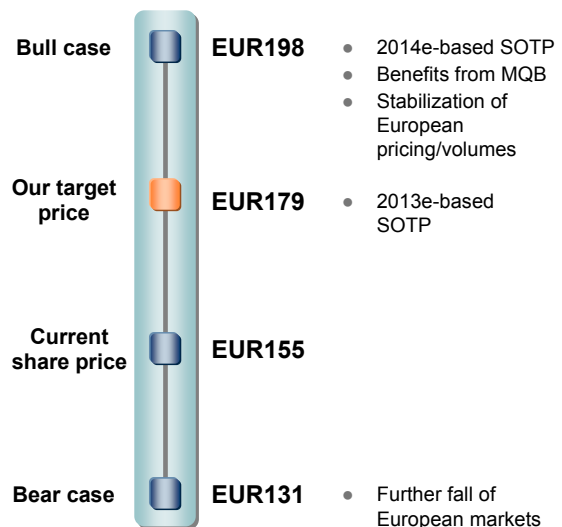 Bull case
EUR198
● 2014e-based SOTP
● Benefits from MQB
● Stabilization of
European
pricing/volumes
Our target
price
EUR179
● 2013e-based
SOTP
Current
share price
EUR155
Bear case
EUR131
● Further fall of
European markets